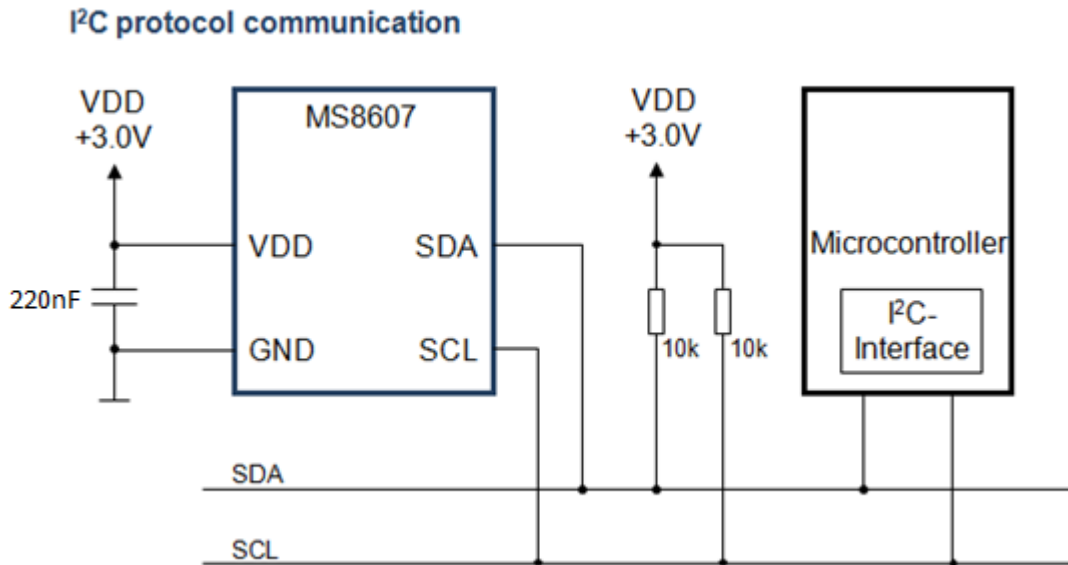 I²C protocol communication
VDD
+3.0V
MS8607
VDD
+3.0V
VDD
SDA
Microcontroller
220nF
I²C-
Interface
GND
SCL
10k
10k
SDA
SCL